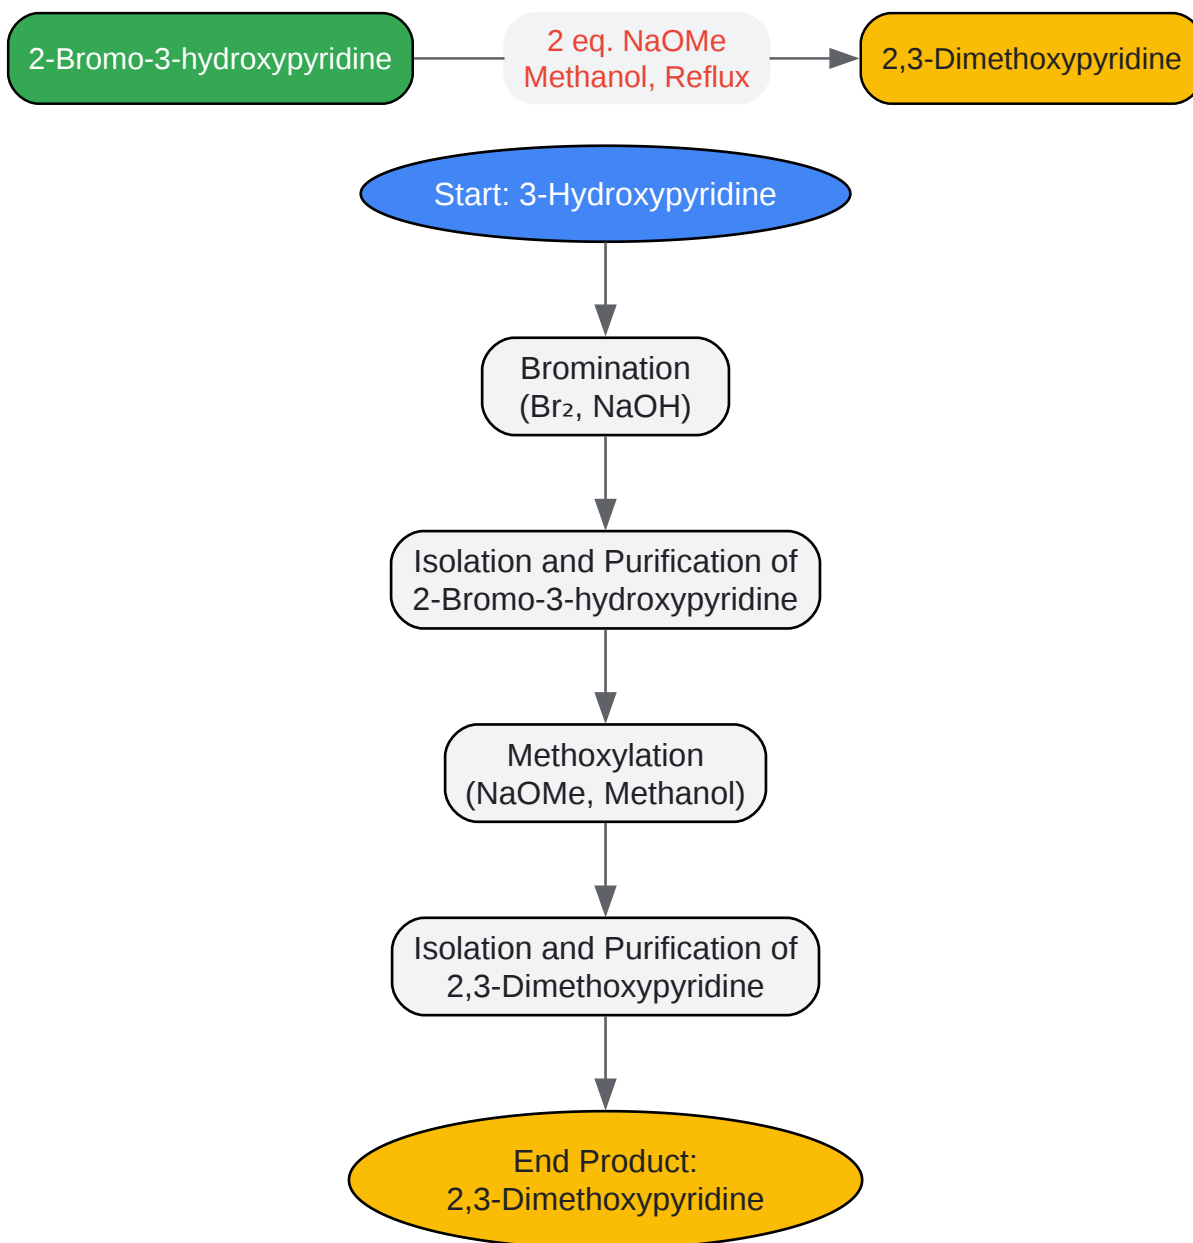 2-Bromo-3-hydroxypyridine
2 eq. NaOMe
Methanol, Reflux
2,3-Dimethoxypyridine
Start: 3-Hydroxypyridine
Bromination
(Br₂, NaOH)
Isolation and Purification of
2-Bromo-3-hydroxypyridine
Methoxylation
(NaOMe, Methanol)
Isolation and Purification of
2,3-Dimethoxypyridine
End Product:
2,3-Dimethoxypyridine